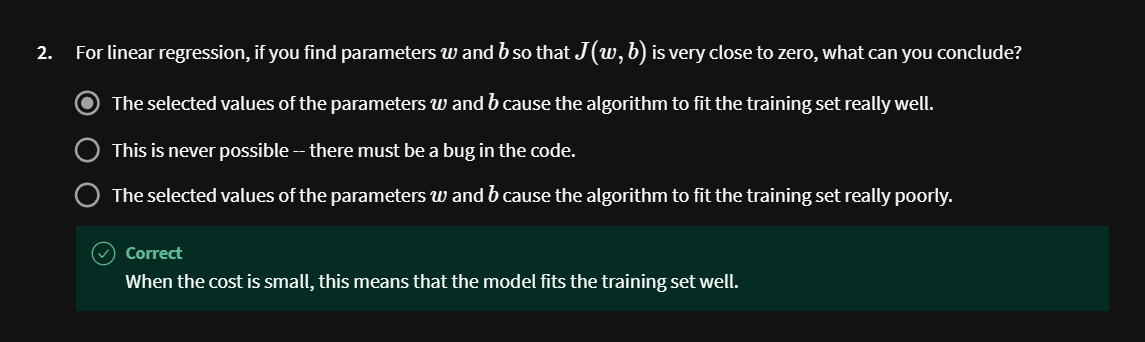 2. For linear regression, if you find parameters w and b so that J(w, b) is very close to zero, what can you conclude?
The selected values of the parameters w and b cause the algorithm to fit the training set really well.
This is never possible -- there must be a bug in the code.
The selected values of the parameters w and b cause the algorithm to fit the training set really poorly.
Correct
When the cost is small, this means that the model fits the training set well.